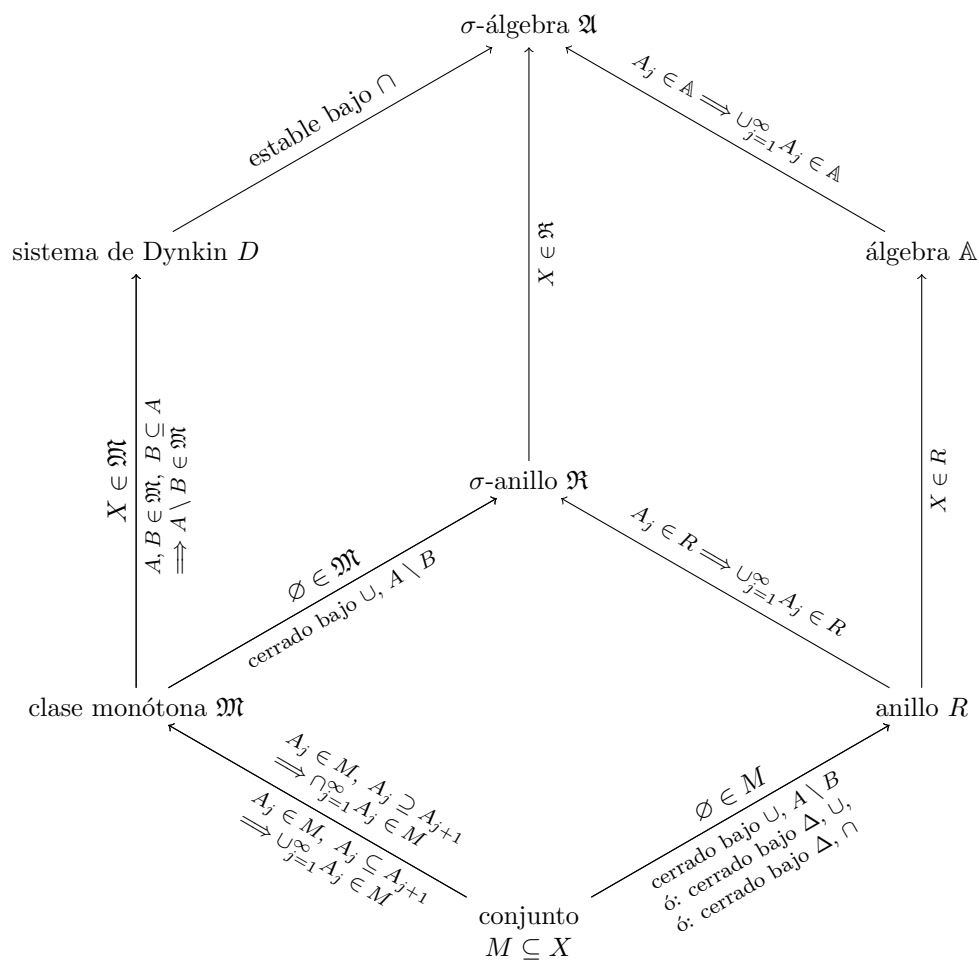 σ-álgebra 𝔄
estable bajo ∩
A_j ∈ 𝔸 ⟹ ∪_{j=1}^∞ A_j ∈ 𝔸
sistema de Dynkin D
X ∈ ℜ
álgebra 𝔸
X ∈ 𝔐
A, B ∈ 𝔐, B ⊆ A
⟹ A \ B ∈ 𝔐
X ∈ R
σ-anillo ℜ
∅ ∈ 𝔐
cerrado bajo ∪, A \ B
A_j ∈ R ⟹ ∪_{j=1}^∞ A_j ∈ R
clase monótona 𝔐
anillo R
A_j ∈ M, A_j ⊇ A_{j+1}
⟹ ∩_{j=1}^∞ A_j ∈ M
A_j ∈ M, A_j ⊆ A_{j+1}
⟹ ∪_{j=1}^∞ A_j ∈ M
∅ ∈ M
cerrado bajo ∪, A \ B
ó: cerrado bajo Δ, ∪,
ó: cerrado bajo Δ, ∩
conjunto
M ⊆ X